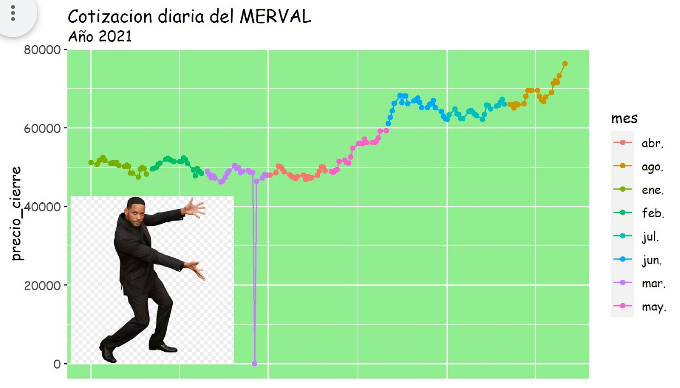 Cotizacion diaria del MERVAL
Año 2021
80000
60000
40000
20000
0
precio_cierre
mes
abr.
ago.
ene.
feb.
jul.
jun.
mar.
may.